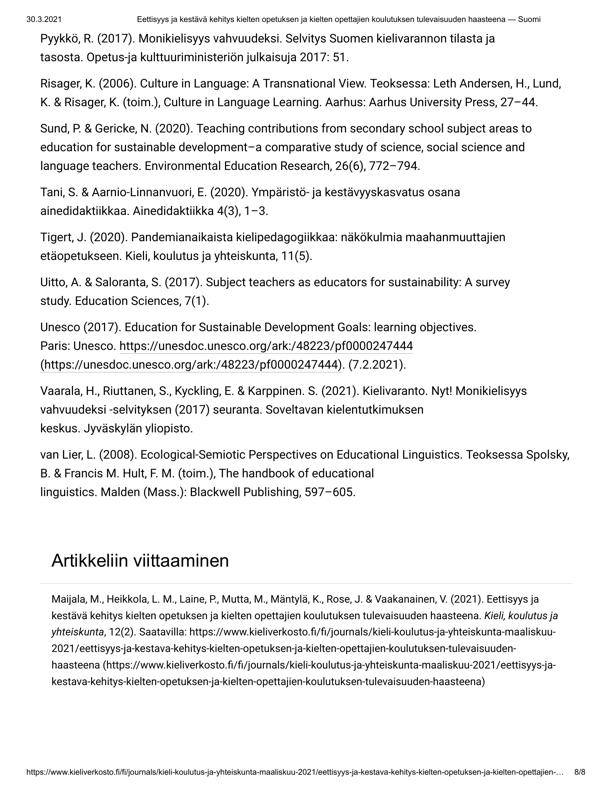 30.3.2021 Eettisyys ja kestävä kehitys kielten opetuksen ja kielten opettajien koulutuksen tulevaisuuden haasteena — Suomi
Pyykkö, R. (2017). Monikielisyys vahvuudeksi. Selvitys Suomen kielivarannon tilasta ja
tasosta. Opetus-ja kulttuuriministeriön julkaisuja 2017: 51.
Risager, K. (2006). Culture in Language: A Transnational View. Teoksessa: Leth Andersen, H., Lund,
K. & Risager, K. (toim.), Culture in Language Learning. Aarhus: Aarhus University Press, 27–44.
Sund, P. & Gericke, N. (2020). Teaching contributions from secondary school subject areas to
education for sustainable development–a comparative study of science, social science and
language teachers. Environmental Education Research, 26(6), 772–794.
Tani, S. & Aarnio-Linnanvuori, E. (2020). Ympäristö- ja kestävyyskasvatus osana
ainedidaktiikkaa. Ainedidaktiikka 4(3), 1–3.
Tigert, J. (2020). Pandemianaikaista kielipedagogiikkaa: näkökulmia maahanmuuttajien
etäopetukseen. Kieli, koulutus ja yhteiskunta, 11(5).
Uitto, A. & Saloranta, S. (2017). Subject teachers as educators for sustainability: A survey
study. Education Sciences, 7(1).
Unesco (2017). Education for Sustainable Development Goals: learning objectives.
Paris: Unesco. https://unesdoc.unesco.org/ark:/48223/pf0000247444
(https://unesdoc.unesco.org/ark:/48223/pf0000247444). (7.2.2021).
Vaarala, H., Riuttanen, S., Kyckling, E. & Karppinen. S. (2021). Kielivaranto. Nyt! Monikielisyys
vahvuudeksi -selvityksen (2017) seuranta. Soveltavan kielentutkimuksen
keskus. Jyväskylän yliopisto.
van Lier, L. (2008). Ecological-Semiotic Perspectives on Educational Linguistics. Teoksessa Spolsky,
B. & Francis M. Hult, F. M. (toim.), The handbook of educational
linguistics. Malden (Mass.): Blackwell Publishing, 597–605.
Artikkeliin viittaaminen
Maijala, M., Heikkola, L. M., Laine, P., Mutta, M., Mäntylä, K., Rose, J. & Vaakanainen, V. (2021). Eettisyys ja
kestävä kehitys kielten opetuksen ja kielten opettajien koulutuksen tulevaisuuden haasteena. Kieli, koulutus ja
yhteiskunta, 12(2). Saatavilla: https://www.kieliverkosto.fi/fi/journals/kieli-koulutus-ja-yhteiskunta-maaliskuu-
2021/eettisyys-ja-kestava-kehitys-kielten-opetuksen-ja-kielten-opettajien-koulutuksen-tulevaisuuden-
haasteena (https://www.kieliverkosto.fi/fi/journals/kieli-koulutus-ja-yhteiskunta-maaliskuu-2021/eettisyys-ja-
kestava-kehitys-kielten-opetuksen-ja-kielten-opettajien-koulutuksen-tulevaisuuden-haasteena)
https://www.kieliverkosto.fi/fi/journals/kieli-koulutus-ja-yhteiskunta-maaliskuu-2021/eettisyys-ja-kestava-kehitys-kielten-opetuksen-ja-kielten-opettajien-… 8/8